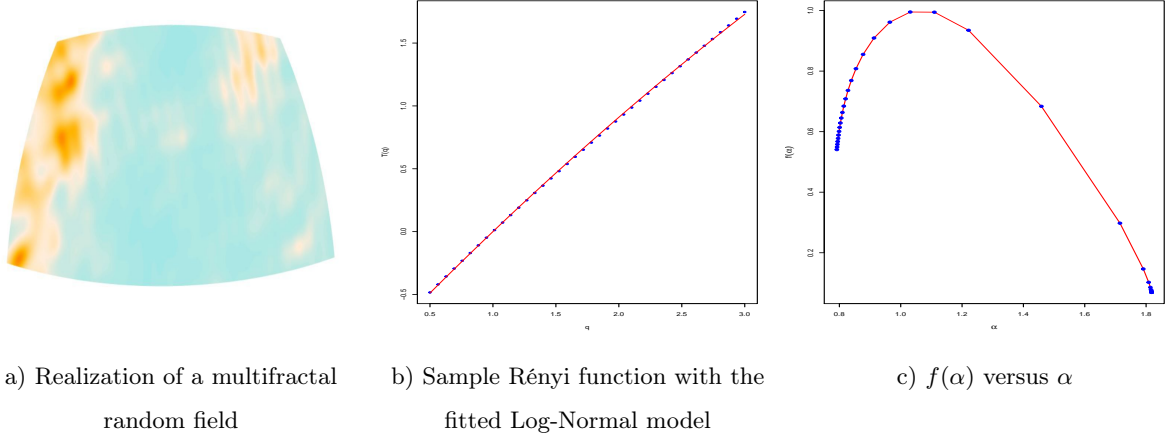 T(q)
1.5
1.0
0.5
0.0
-0.5
0.5 1.0 1.5 2.0 2.5 3.0
q
f(α)
1.0
0.8
0.6
0.4
0.2
0.8 1.0 1.2 1.4 1.6 1.8
α
a) Realization of a multifractal
random field
b) Sample Rényi function with the
fitted Log-Normal model
c) f(α) versus α